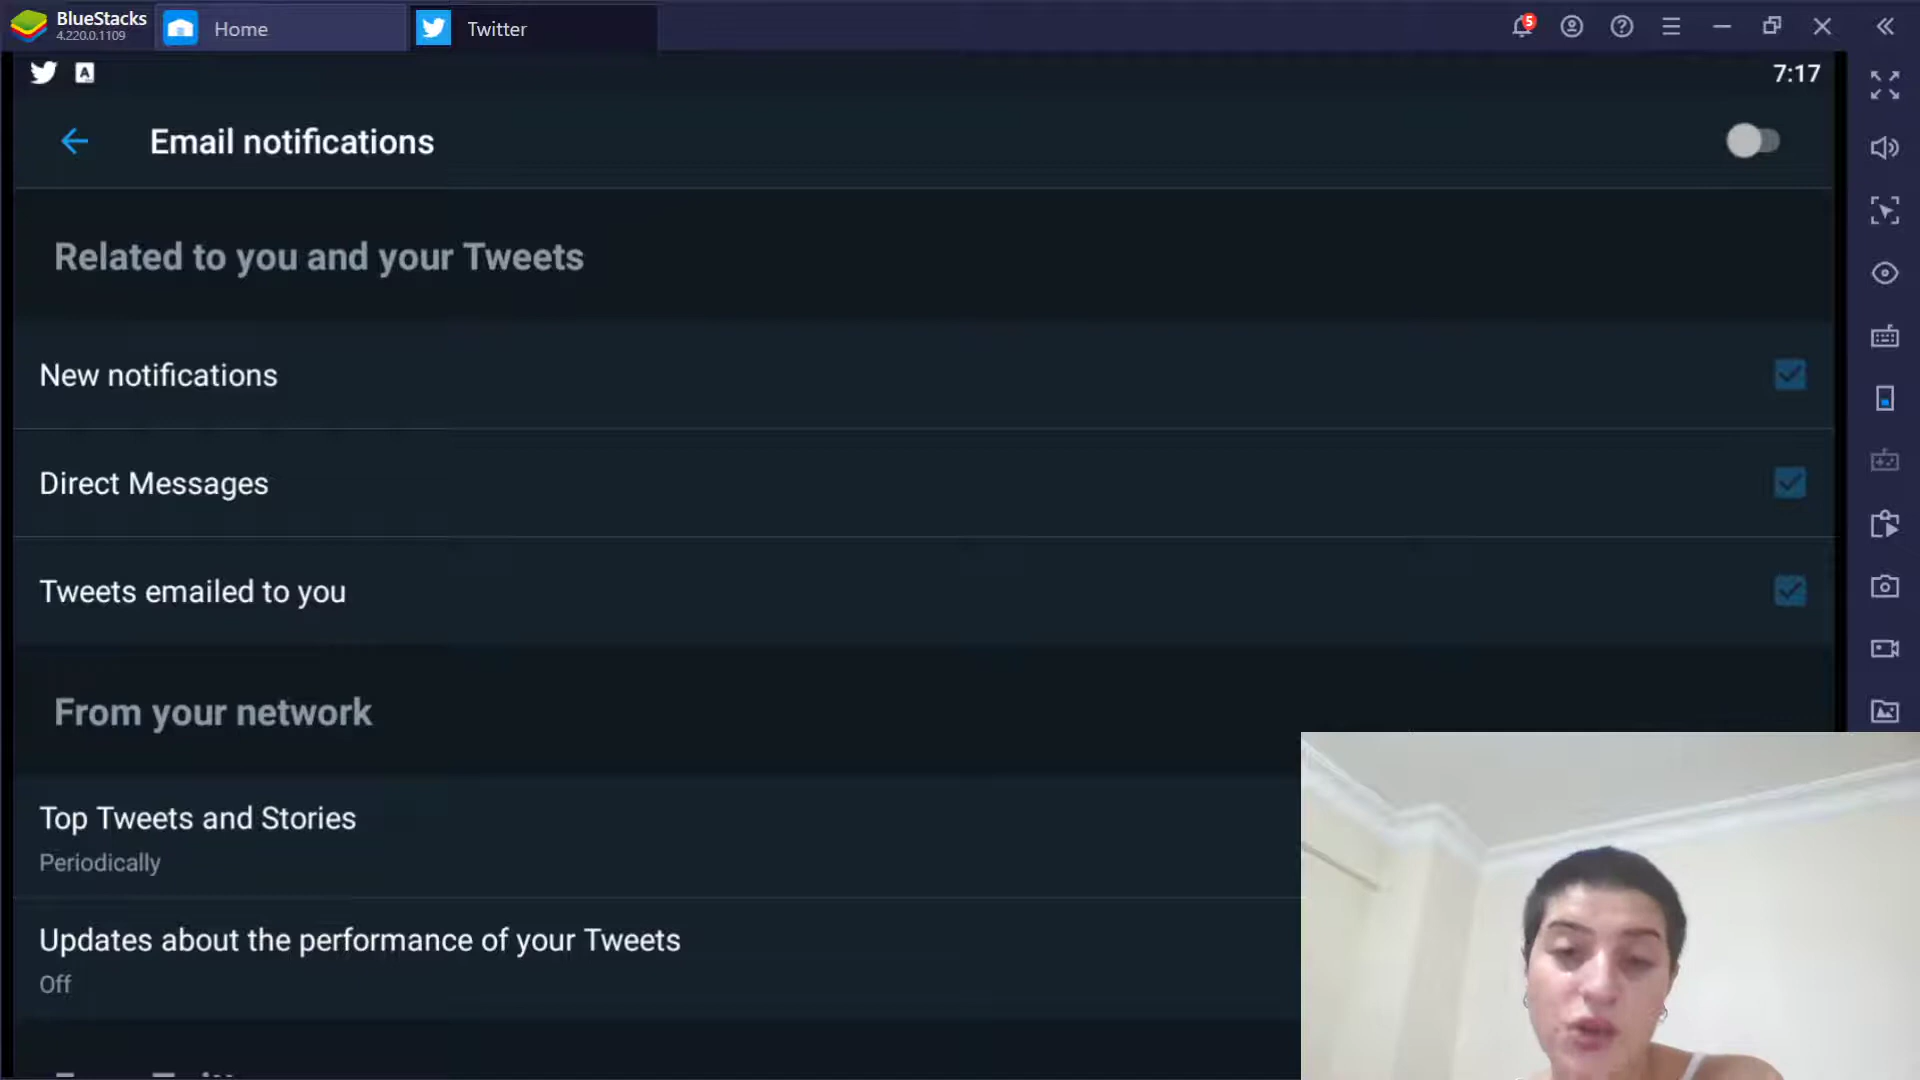 BlueStacks
4.220.0.1109
Home
Twitter
5
A
7:17
Email notifications
Related to you and your Tweets
New notifications
Direct Messages
Tweets emailed to you
From your network
Top Tweets and Stories
Periodically
Updates about the performance of your Tweets
Off